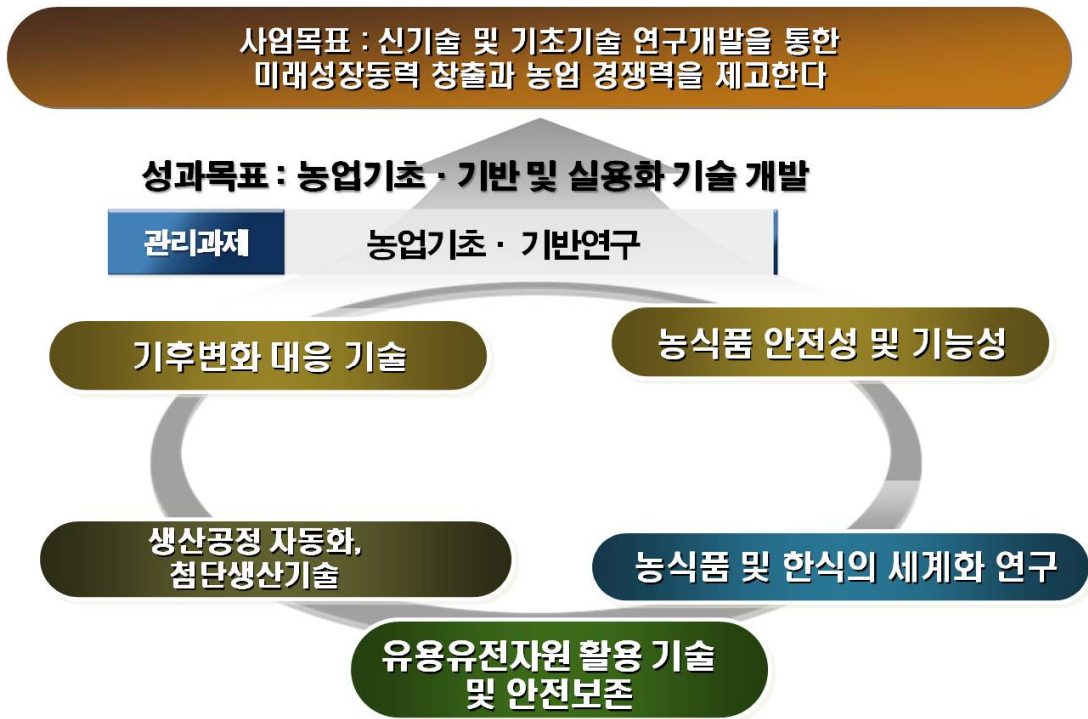 사업목표 : 신기술 및 기초기술 연구개발을 통한
미래성장동력 창출과 농업 경쟁력을 제고한다
성과목표 : 농업기초 · 기반 및 실용화 기술 개발
관리과제 농업기초 · 기반연구
기후변화 대응 기술
농식품 안전성 및 기능성
생산공정 자동화,
첨단생산기술
농식품 및 한식의 세계화 연구
유용유전자원 활용 기술
및 안전보존